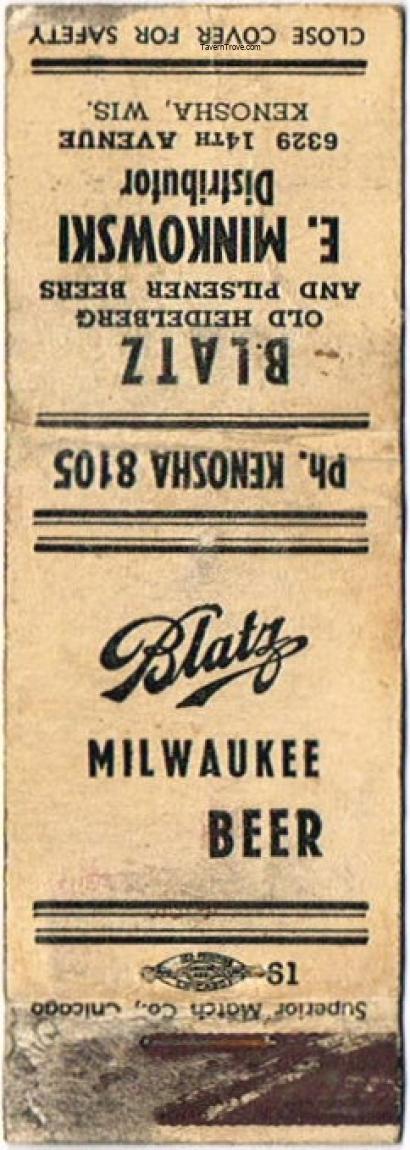 CLOSE COVER FOR SAFETY
TavernTrove.com
BLATZ
OLD HEIDELBERG
AND PILSENER BEERS
E. MINKOWSKI
Distributor
6329 14TH AVENUE
KENOSHA, WIS.
Ph. KENOSHA 8105
Blatz
MILWAUKEE
BEER
S1
Superior Match Co., Chicago